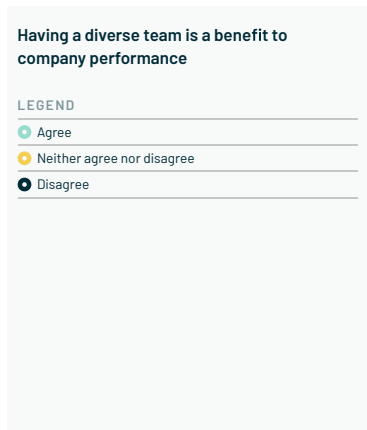 Having a diverse team is a benefit to
company performance
LEGEND
Agree
Neither agree nor disagree
Disagree